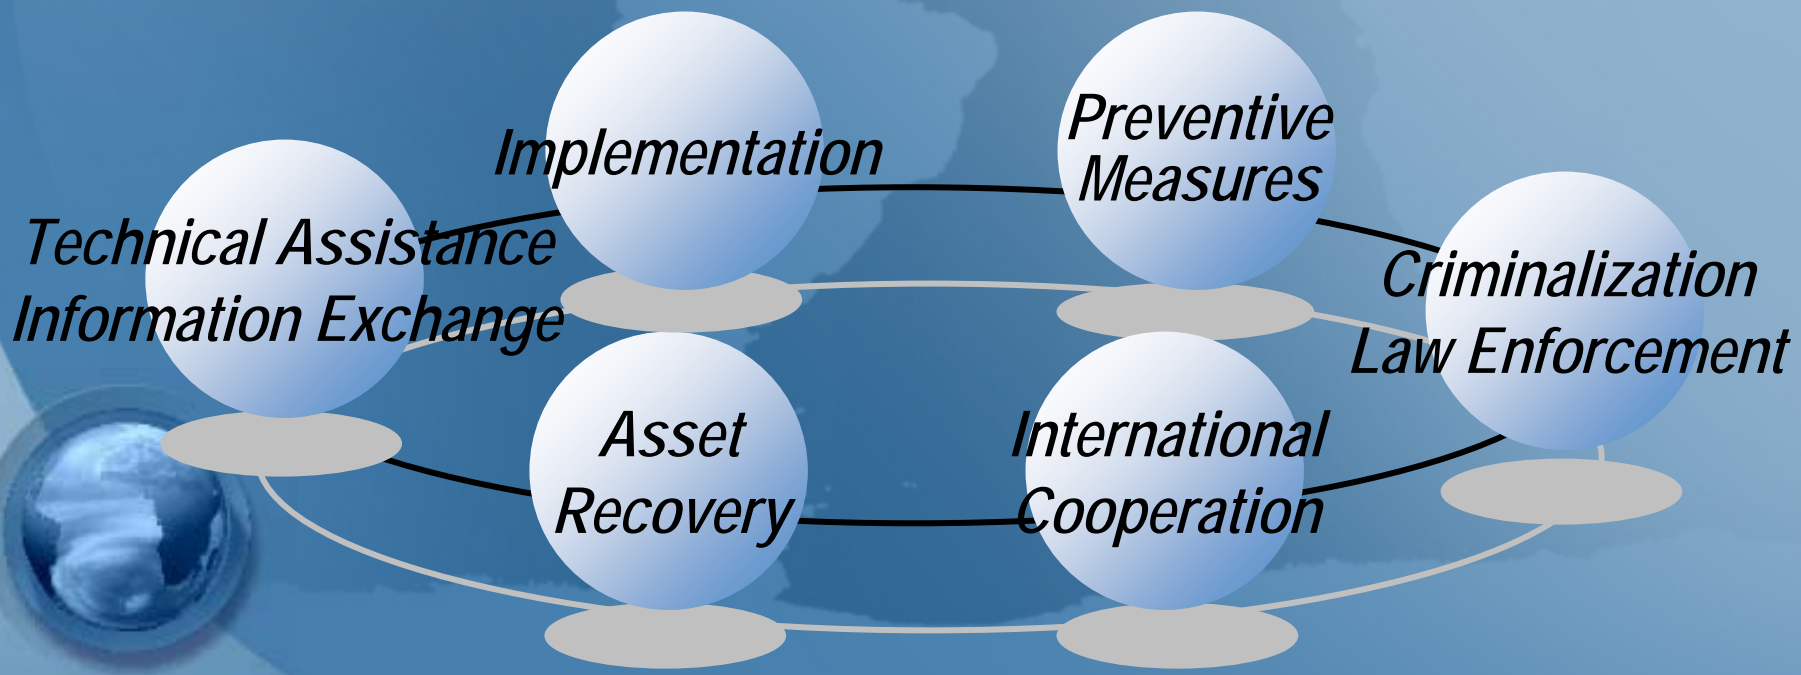 Implementation
Preventive
Measures
Technical Assistance
Information Exchange
Criminalization
Law Enforcement
Asset
Recovery
International
Cooperation